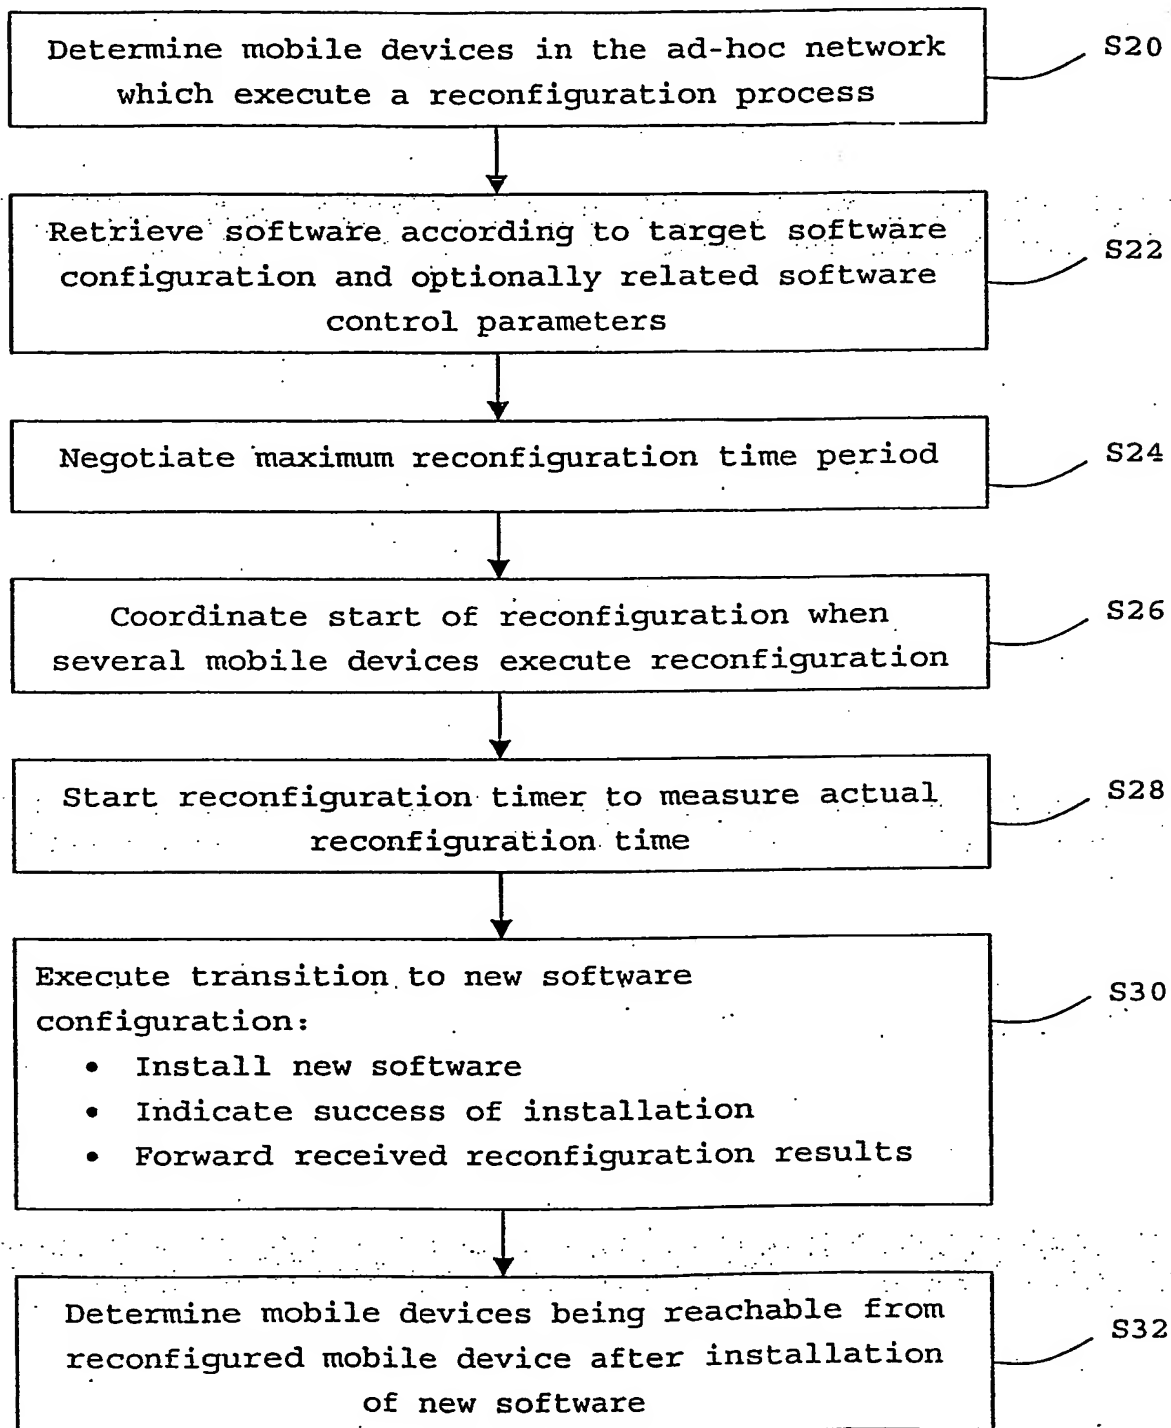 Determine mobile devices in the ad-hoc network
which execute a reconfiguration process
S20
Retrieve software according to target software
configuration and optionally related software
control parameters
S22
Negotiate maximum reconfiguration time period
S24
Coordinate start of reconfiguration when
several mobile devices execute reconfiguration
S26
Start reconfiguration timer to measure actual
reconfiguration time
S28
Execute transition to new software
configuration:
• Install new software
• Indicate success of installation
• Forward received reconfiguration results
S30
Determine mobile devices being reachable from
reconfigured mobile device after installation
of new software
S32